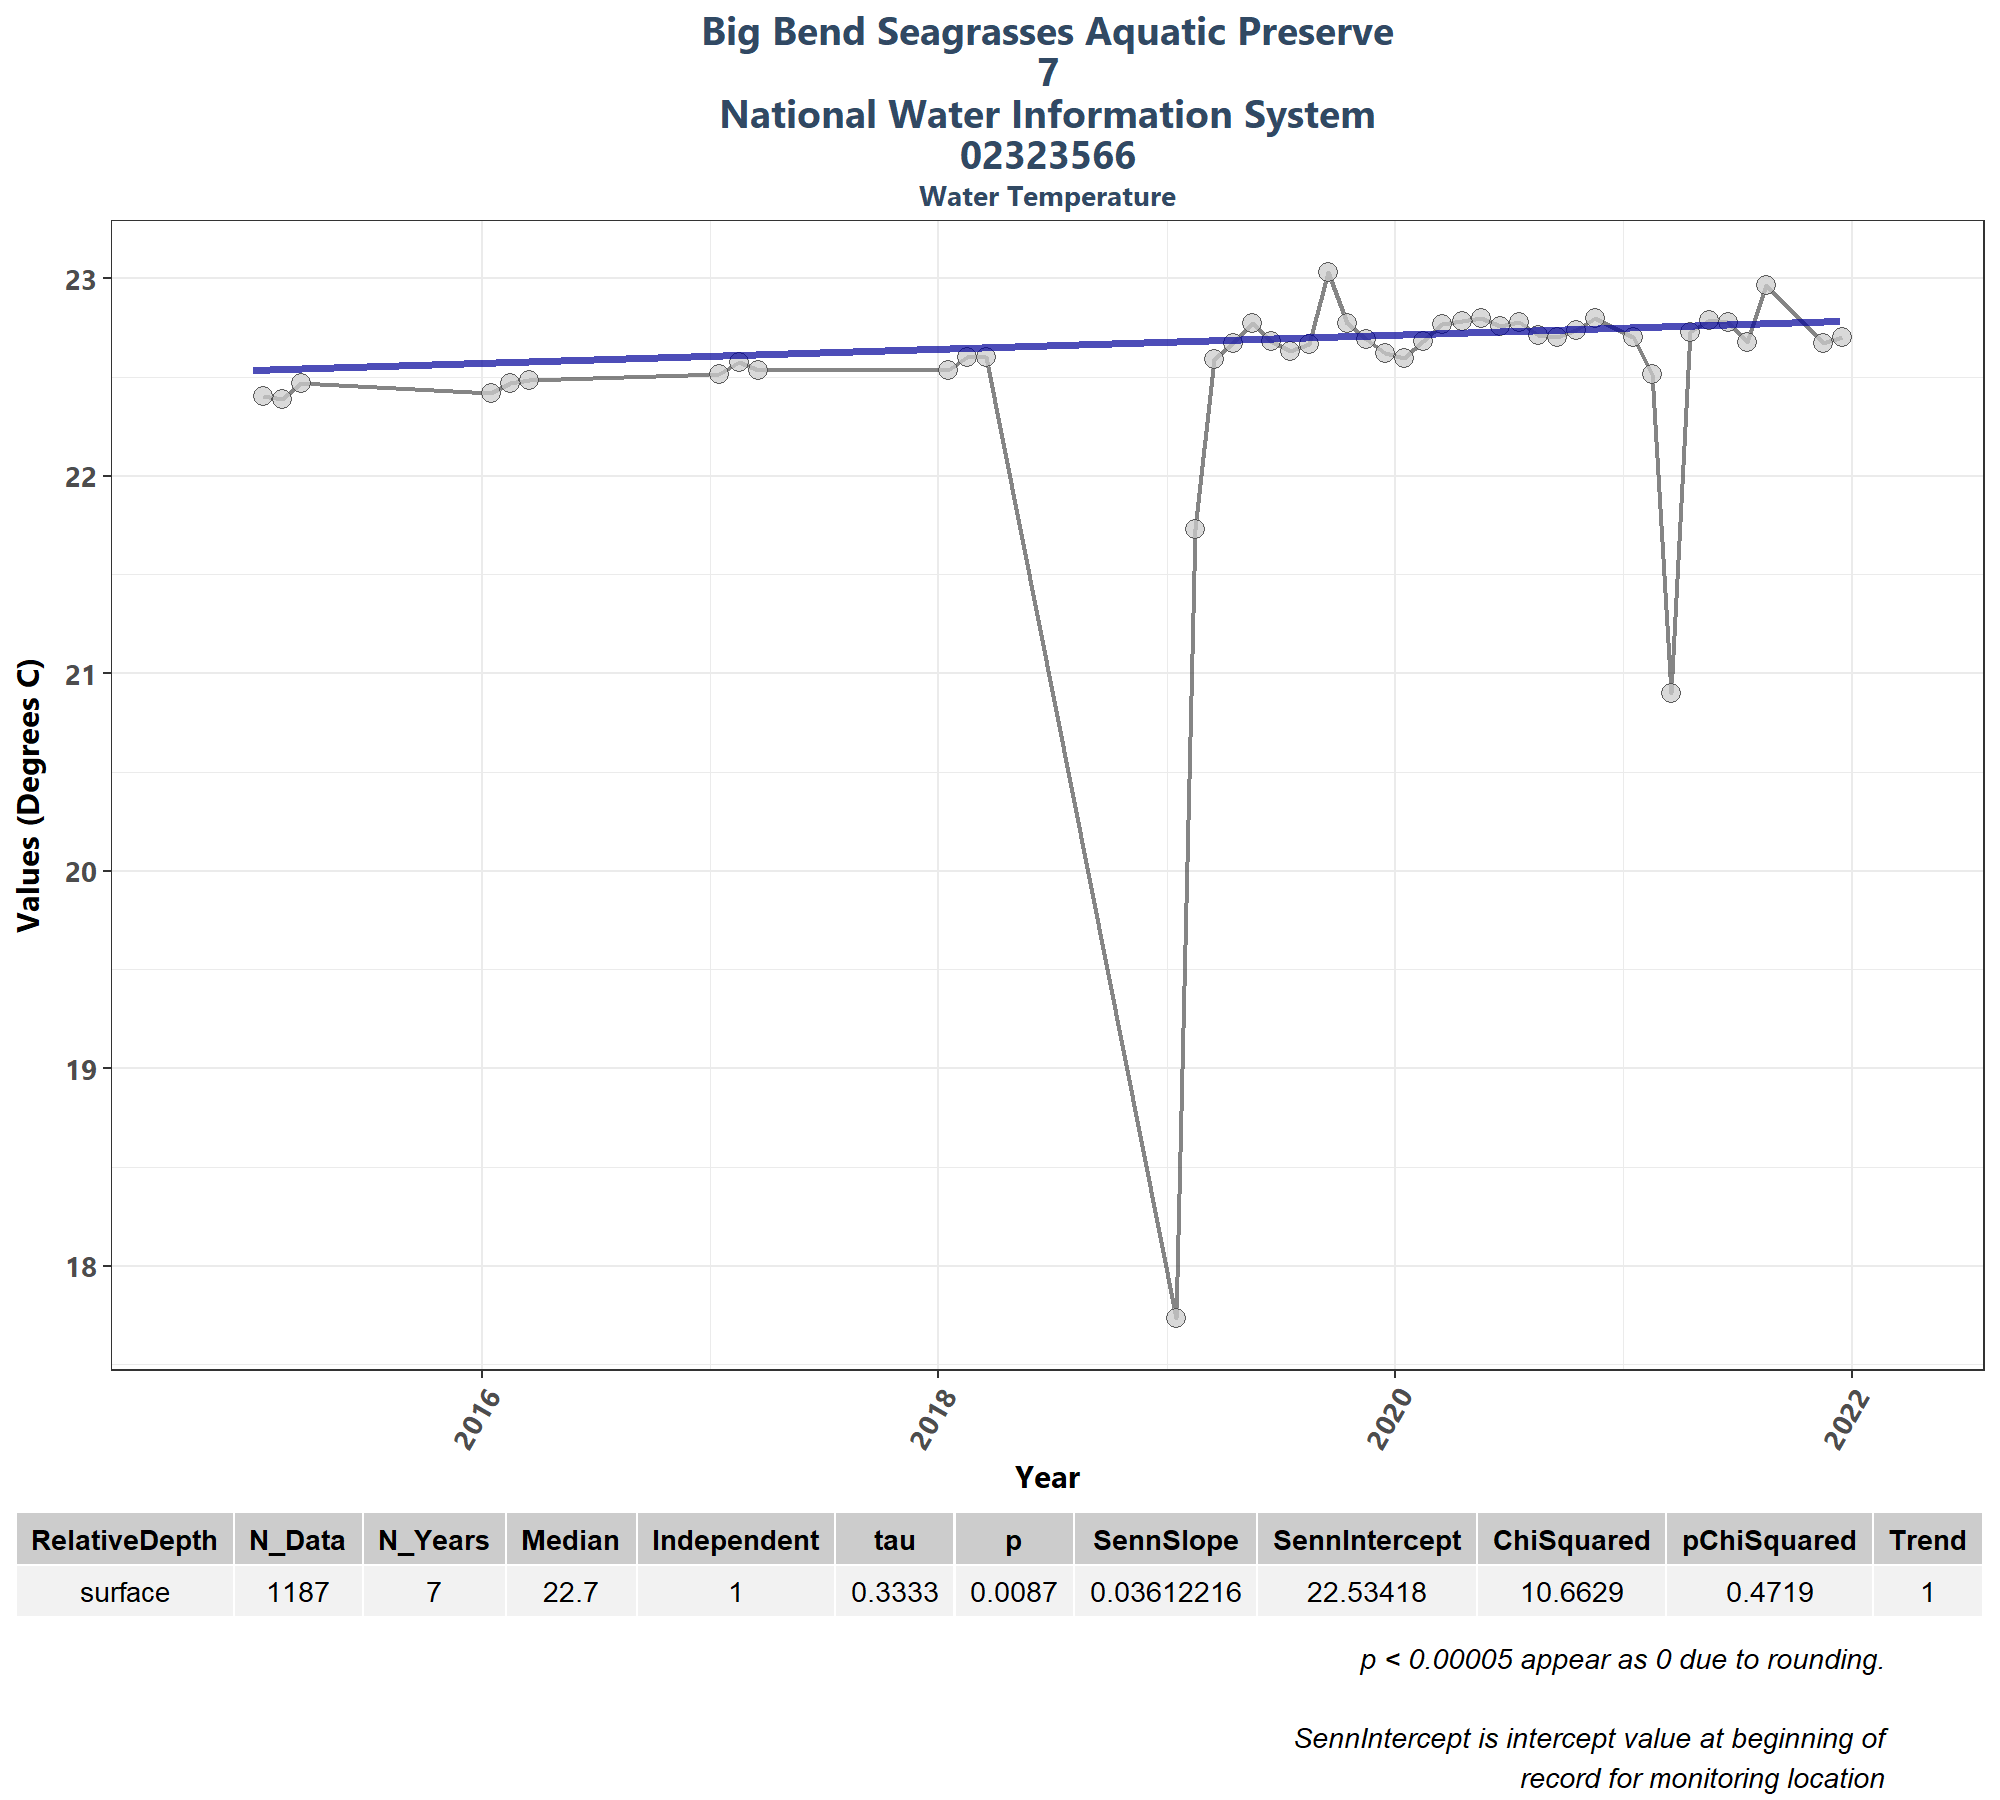 Big Bend Seagrasses Aquatic Preserve
7
National Water Information System
02323566
Water Temperature
23
22
21
20
19
18
Values (Degrees C)
2016
2018
2020
2022
Year
RelativeDepth N_Data N_Years Median Independent tau p SennSlope SennIntercept ChiSquared pChiSquared Trend
surface 1187 7 22.7 1 0.3333 0.0087 0.03612216 22.53418 10.6629 0.4719 1
p < 0.00005 appear as 0 due to rounding.
SennIntercept is intercept value at beginning of
record for monitoring location